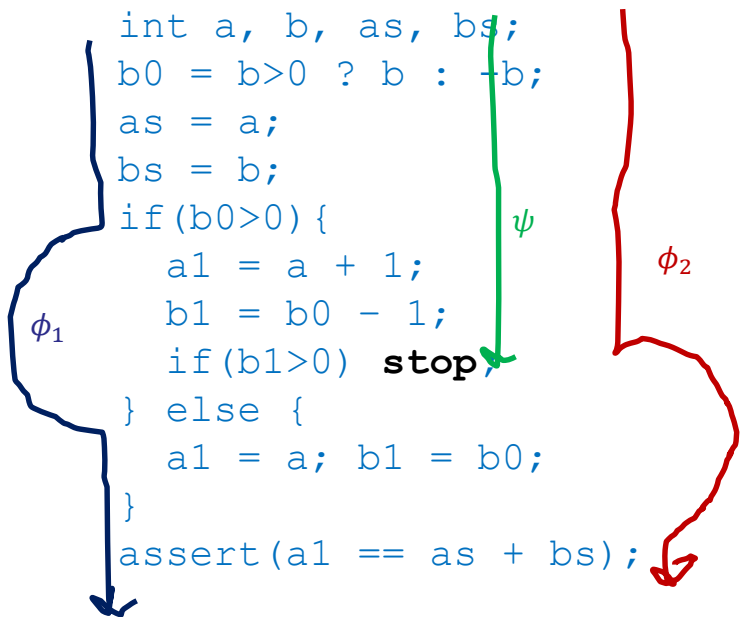 int a, b, as, bs;
b0 = b>0 ? b : -b;
as = a;
bs = b;
if(b0>0){
ψ
a1 = a + 1;
ϕ₂
b1 = b0 - 1;
ϕ₁
if(b1>0) stop;
} else {
a1 = a; b1 = b0;
}
assert(a1 == as + bs);